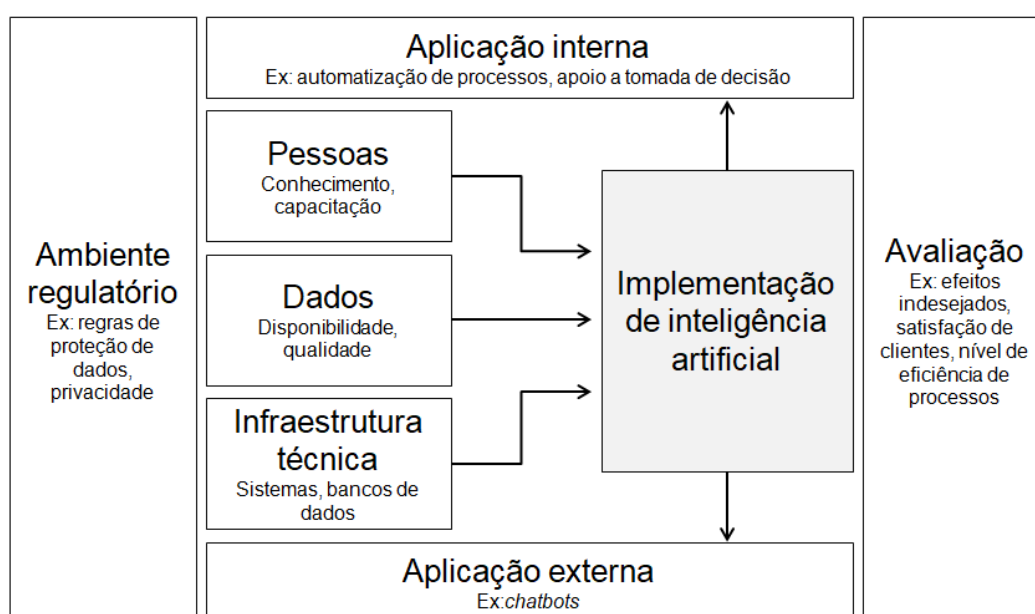 Aplicação interna
Ex: automatização de processos, apoio a tomada de decisão
Ambiente
regulatório
Ex: regras de
proteção de
dados,
privacidade
Pessoas
Conhecimento,
capacitação
Dados
Disponibilidade,
qualidade
Infraestrutura
técnica
Sistemas, bancos de
dados
Implementação
de inteligência
artificial
Avaliação
Ex: efeitos
indesejados,
satisfação de
clientes, nível de
eficiência de
processos
Aplicação externa
Ex:chatbots